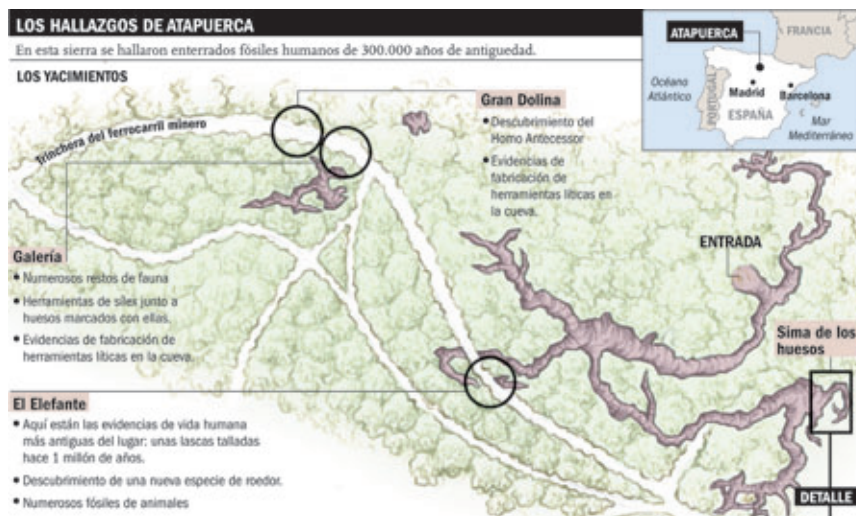 LOS HALLAZGOS DE ATAPUERCA
En esta sierra se hallaron enterrados fósiles humanos de 300.000 años de antiguedad.
LOS YACIMIENTOS
Trinchera del ferrocarril minero
Gran Dolina
• Descubrimiento del
Homo Antecessor
• Evidencias de
fabricación de
herramientas líticas en
la cueva.
ATAPUERCA
FRANCIA
Océano
Atlántico
PORTUGAL
Madrid
Barcelona
ESPAÑA
Mar
Mediterráneo
Galería
• Numerosos restos de fauna
• Herramientas de sílex junto a
huesos marcados con ellas.
• Evidencias de fabricación de
herramientas líticas en la cueva.
ENTRADA
Sima de los
huesos
El Elefante
• Aquí están las evidencias de vida humana
más antiguas del lugar: unas lascas talladas
hace 1 millón de años.
• Descubrimiento de una nueva especie de roedor.
• Numerosos fósiles de animales
DETALLE